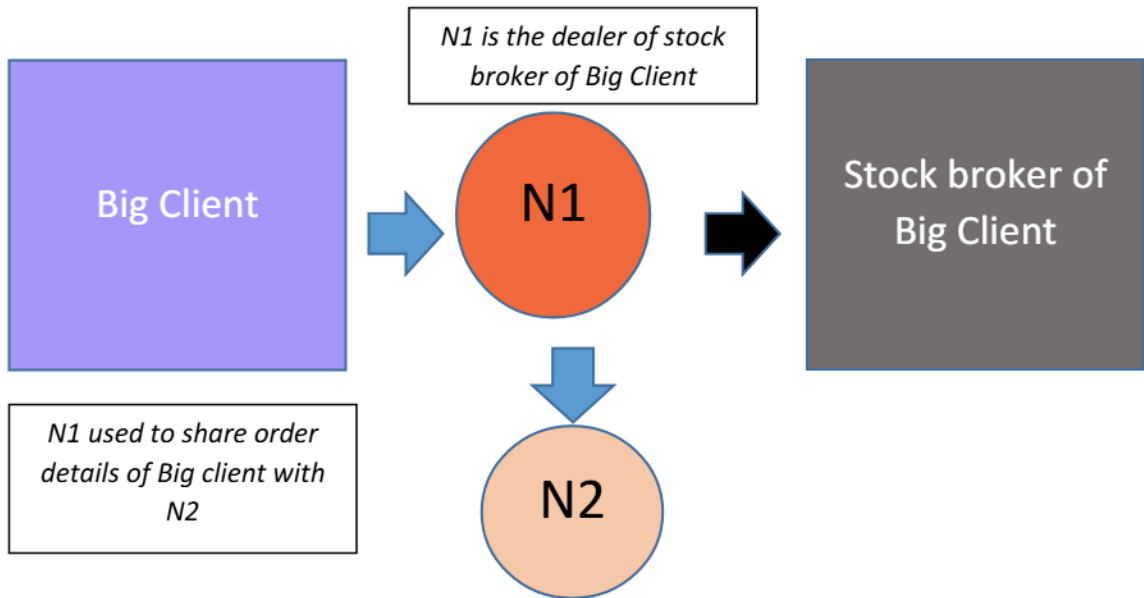 N1 is the dealer of stock
broker of Big Client
Big Client
N1
Stock broker of
Big Client
N1 used to share order
details of Big client with
N2
N2